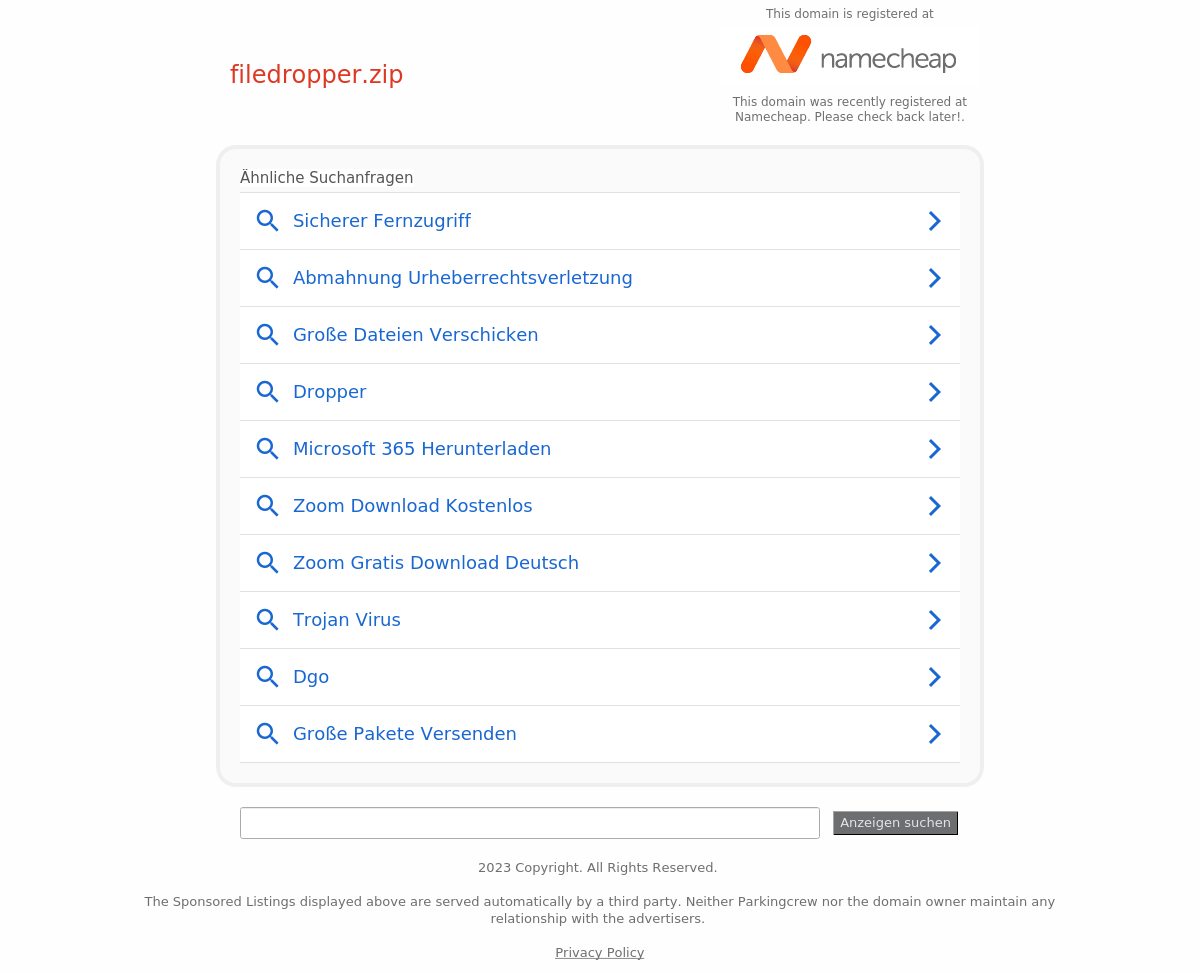 This domain is registered at
namecheap
filedropper.zip
This domain was recently registered at
Namecheap. Please check back later!.
Ähnliche Suchanfragen
Sicherer Fernzugriff
Abmahnung Urheberrechtsverletzung
Große Dateien Verschicken
Dropper
Microsoft 365 Herunterladen
Zoom Download Kostenlos
Zoom Gratis Download Deutsch
Trojan Virus
Dgo
Große Pakete Versenden
Anzeigen suchen
2023 Copyright. All Rights Reserved.
The Sponsored Listings displayed above are served automatically by a third party. Neither Parkingcrew nor the domain owner maintain any
relationship with the advertisers.
Privacy Policy